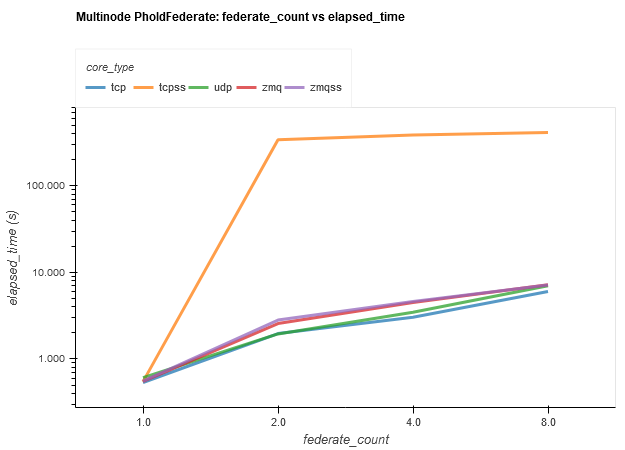 Multinode PholdFederate: federate_count vs elapsed_time
core_type
tcp tcpss udp zmq zmqss
elapsed_time (s)
100.000
10.000
1.000
1.0 2.0 4.0 8.0
federate_count